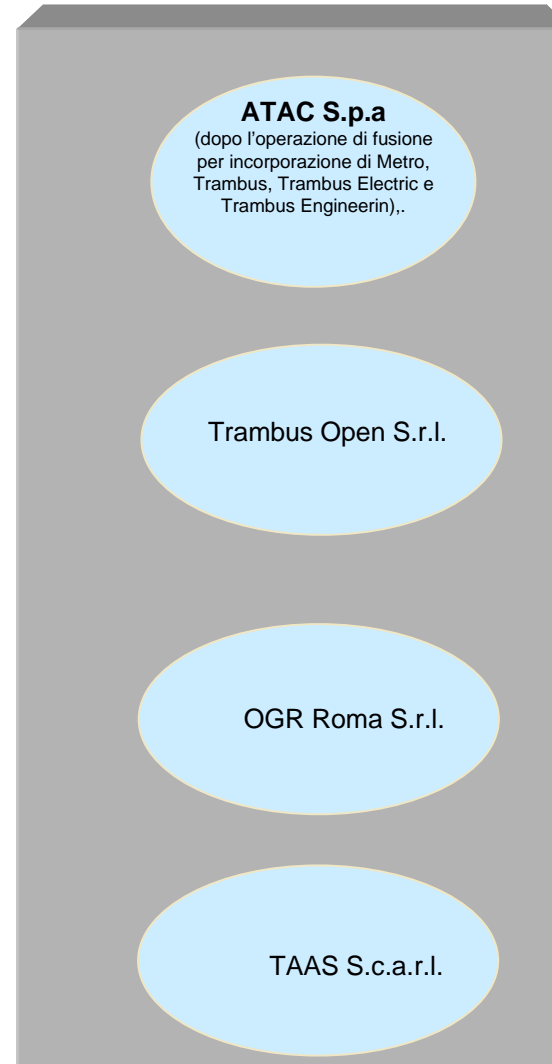 ATAC S.p.a
(dopo l’operazione di fusione
per incorporazione di Metro,
Trambus, Trambus Electric e
Trambus Engineerin),.
Trambus Open S.r.l.
OGR Roma S.r.l.
TAAS S.c.a.r.l.